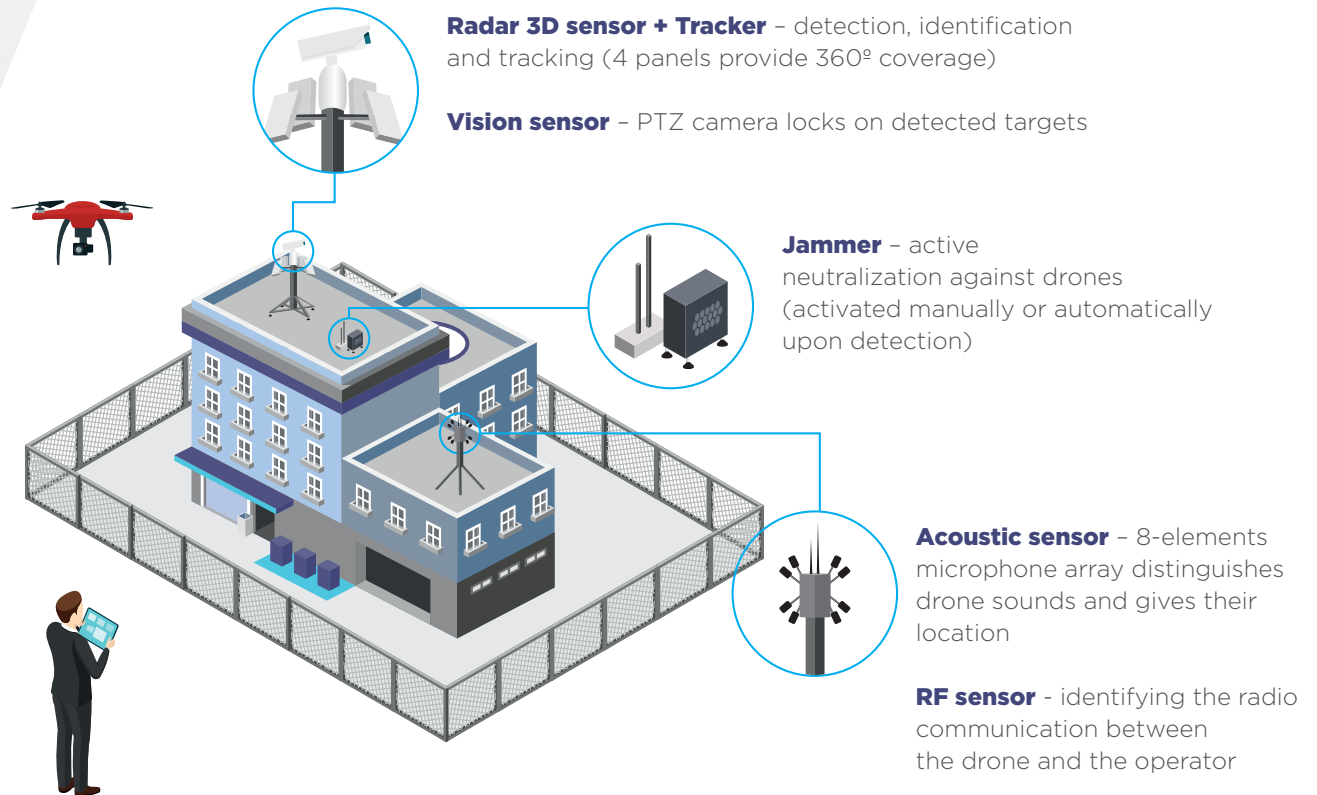 Radar 3D sensor + Tracker – detection, identification
and tracking (4 panels provide 360º coverage)
Vision sensor – PTZ camera locks on detected targets
Jammer – active
neutralization against drones
(activated manually or automatically
upon detection)
Acoustic sensor – 8-elements
microphone array distinguishes
drone sounds and gives their
location
RF sensor - identifying the radio
communication between
the drone and the operator